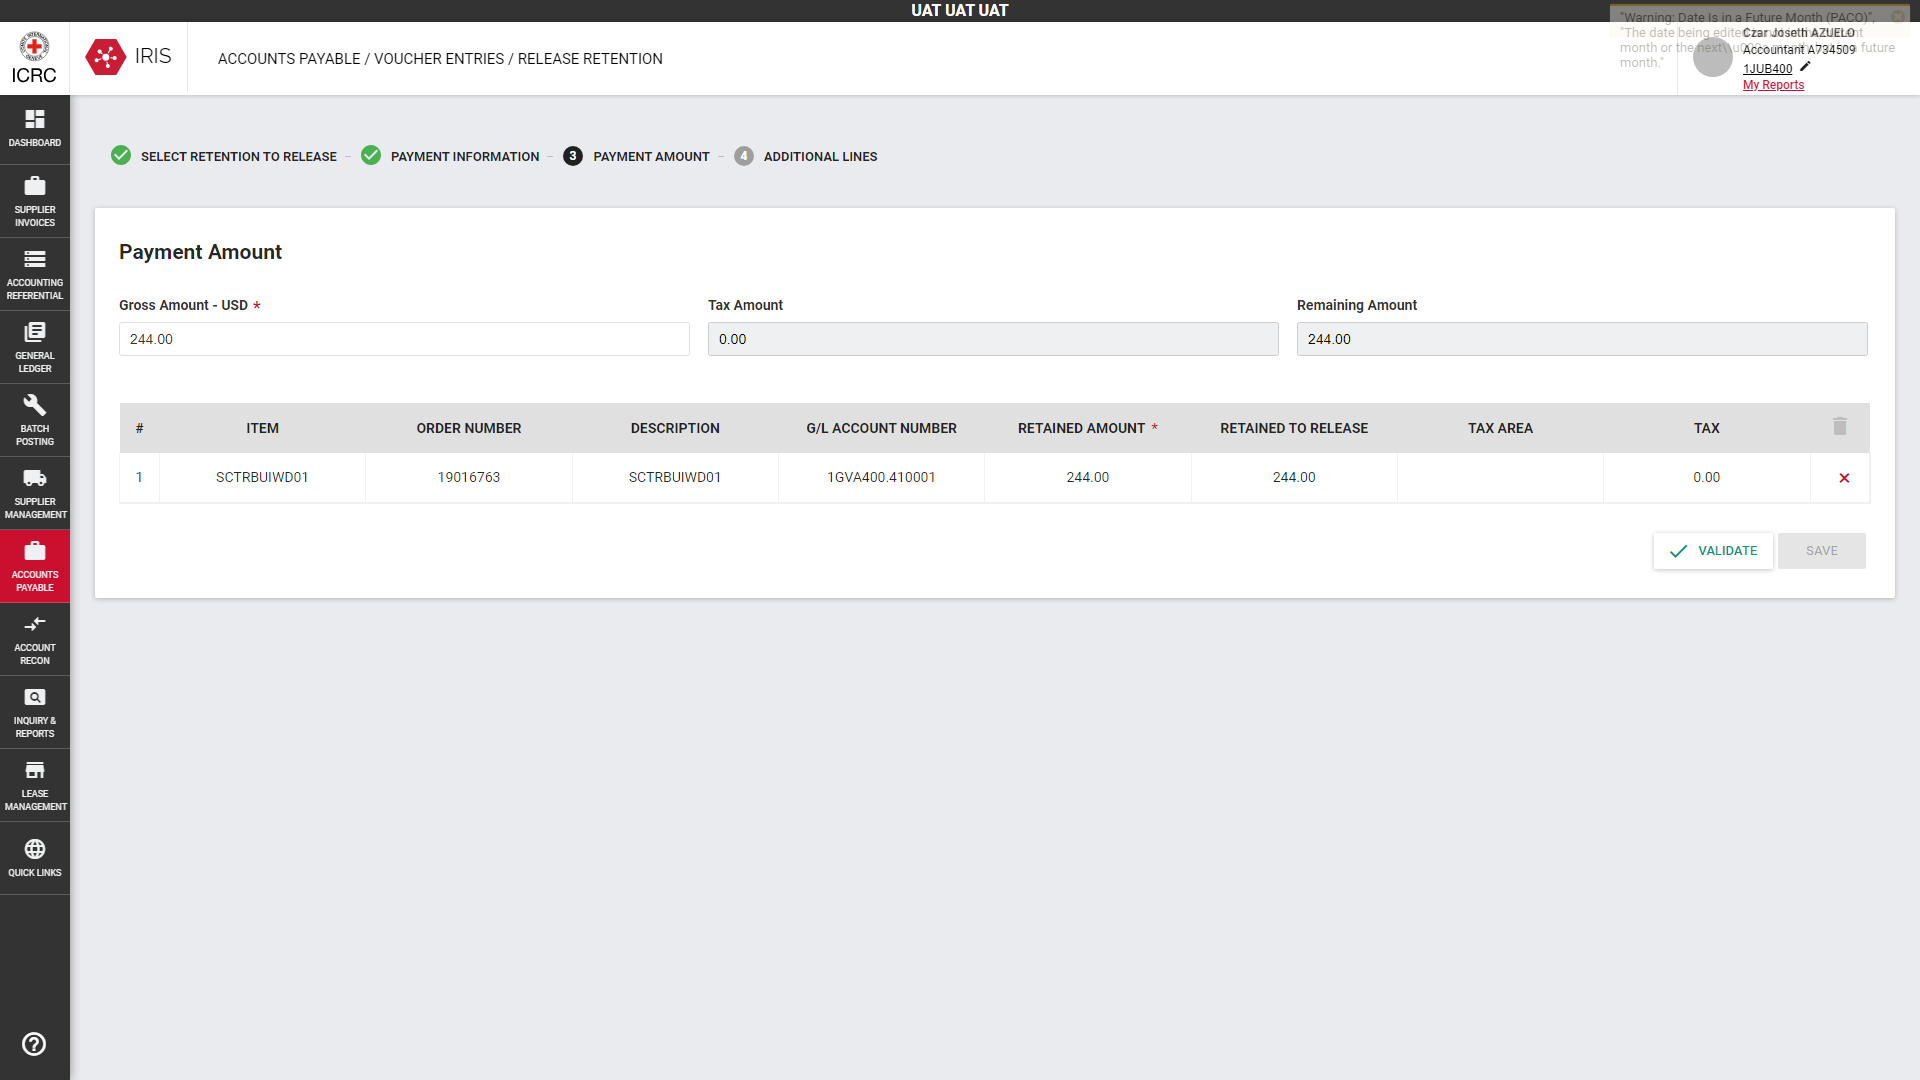 UAT UAT UAT
ICRC
IRIS
ACCOUNTS PAYABLE / VOUCHER ENTRIES / RELEASE RETENTION
"Warning: Date Is in a Future Month (PACO)",
"The date being edited
month or the next\\u00
future
month."
Czar Joseth AZUELO
Accountant A734509
1JUB400
My Reports
DASHBOARD
SUPPLIER
INVOICES
ACCOUNTING
REFERENTIAL
GENERAL
LEDGER
BATCH
POSTING
SUPPLIER
MANAGEMENT
ACCOUNTS
PAYABLE
ACCOUNT
RECON
INQUIRY &
REPORTS
LEASE
MANAGEMENT
QUICK LINKS
SELECT RETENTION TO RELEASE – PAYMENT INFORMATION – 3 PAYMENT AMOUNT – 4 ADDITIONAL LINES
Payment Amount
Gross Amount - USD * Tax Amount Remaining Amount
244.00 0.00 244.00
# ITEM ORDER NUMBER DESCRIPTION G/L ACCOUNT NUMBER RETAINED AMOUNT * RETAINED TO RELEASE TAX AREA TAX
1 SCTRBUIWD01 19016763 SCTRBUIWD01 1GVA400.410001 244.00 244.00 0.00
VALIDATE SAVE